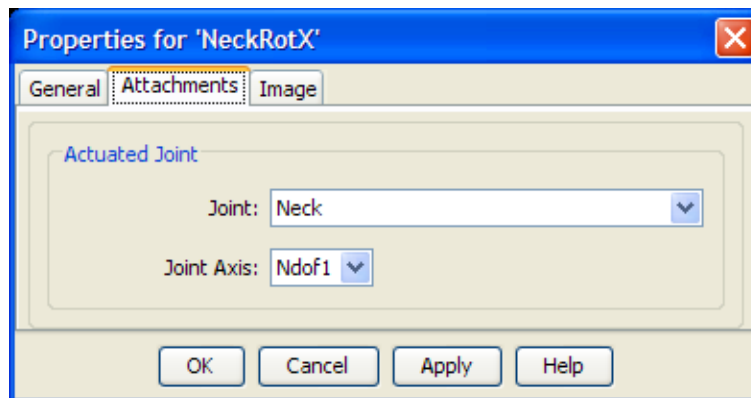 Properties for 'NeckRotX'
General Attachments Image
Actuated Joint
Joint: Neck
Joint Axis: Ndof1
OK Cancel Apply Help